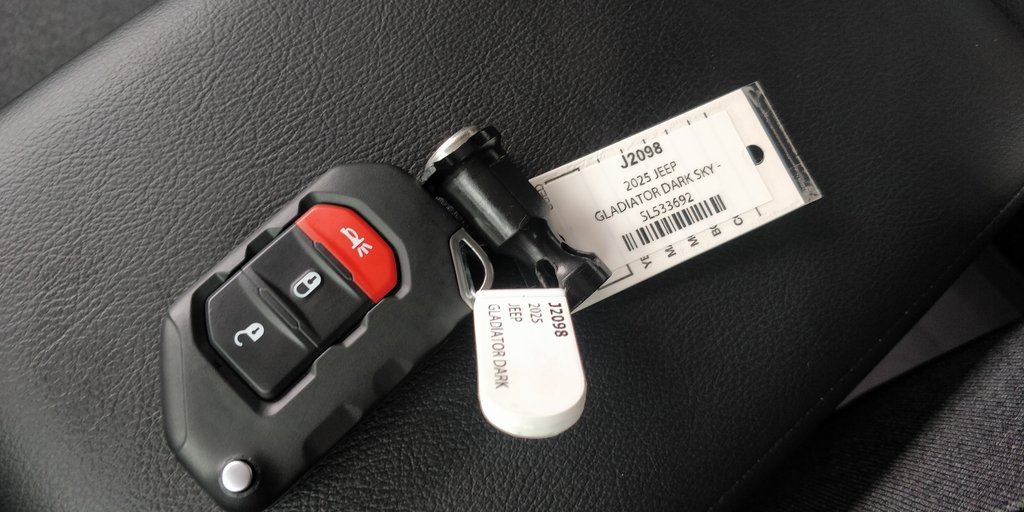 J2098
2025 JEEP
GLADIATOR DARK SKY -
SL533692
J2098
2025
JEEP
GLADIATOR DARK